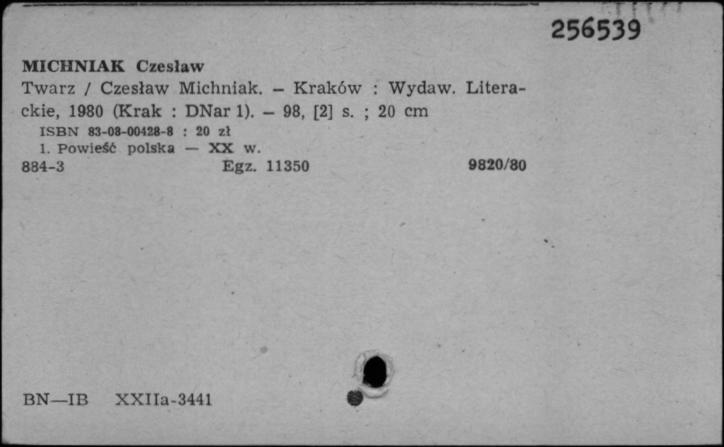 256539
MICHNIAK Czesław
Twarz / Czesław Michniak. — Kraków : Wydaw. Litera-
ckie, 1980 (Krak : DNar 1). — 98, [2] s. ; 20 cm
ISBN 83-08-00428-8 : 20 zł
1. Powieść polska — XX w.
884-3 Egz. 11350 9820/80
BN—IB XXIIa-3441